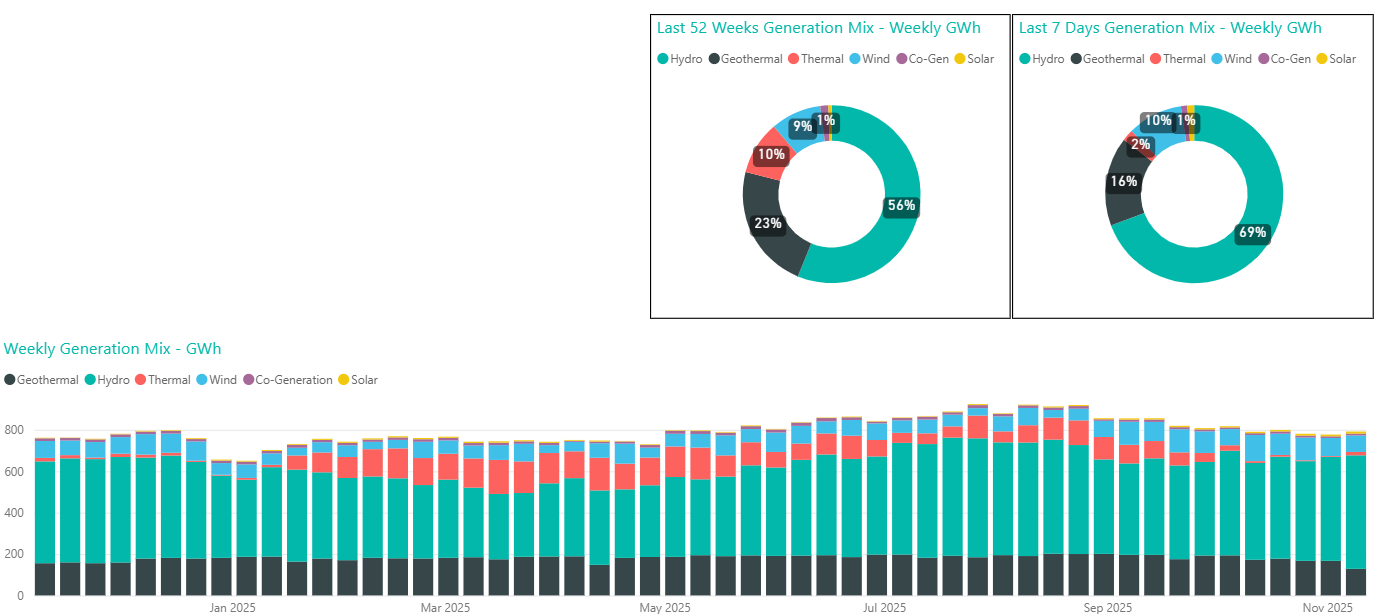 Last 52 Weeks Generation Mix - Weekly GWh
Hydro Geothermal Thermal Wind Co-Gen Solar
9%
1%
10%
23%
56%
Last 7 Days Generation Mix - Weekly GWh
Hydro Geothermal Thermal Wind Co-Gen Solar
10%
1%
2%
16%
69%
Weekly Generation Mix - GWh
Geothermal Hydro Thermal Wind Co-Generation Solar
800
600
400
200
0
Jan 2025 Mar 2025 May 2025 Jul 2025 Sep 2025 Nov 2025